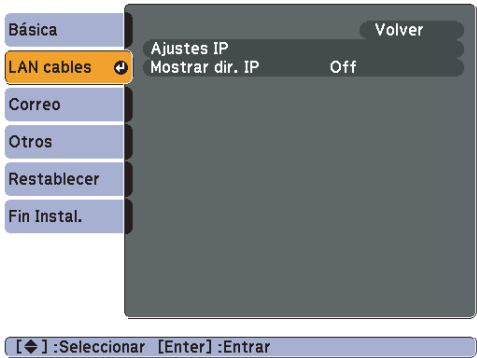 Básica
Volver
Ajustes IP
LAN cables
Mostrar dir. IP Off
Correo
Otros
Restablecer
Fin Instal.
[◆] :Seleccionar [Enter] :Entrar